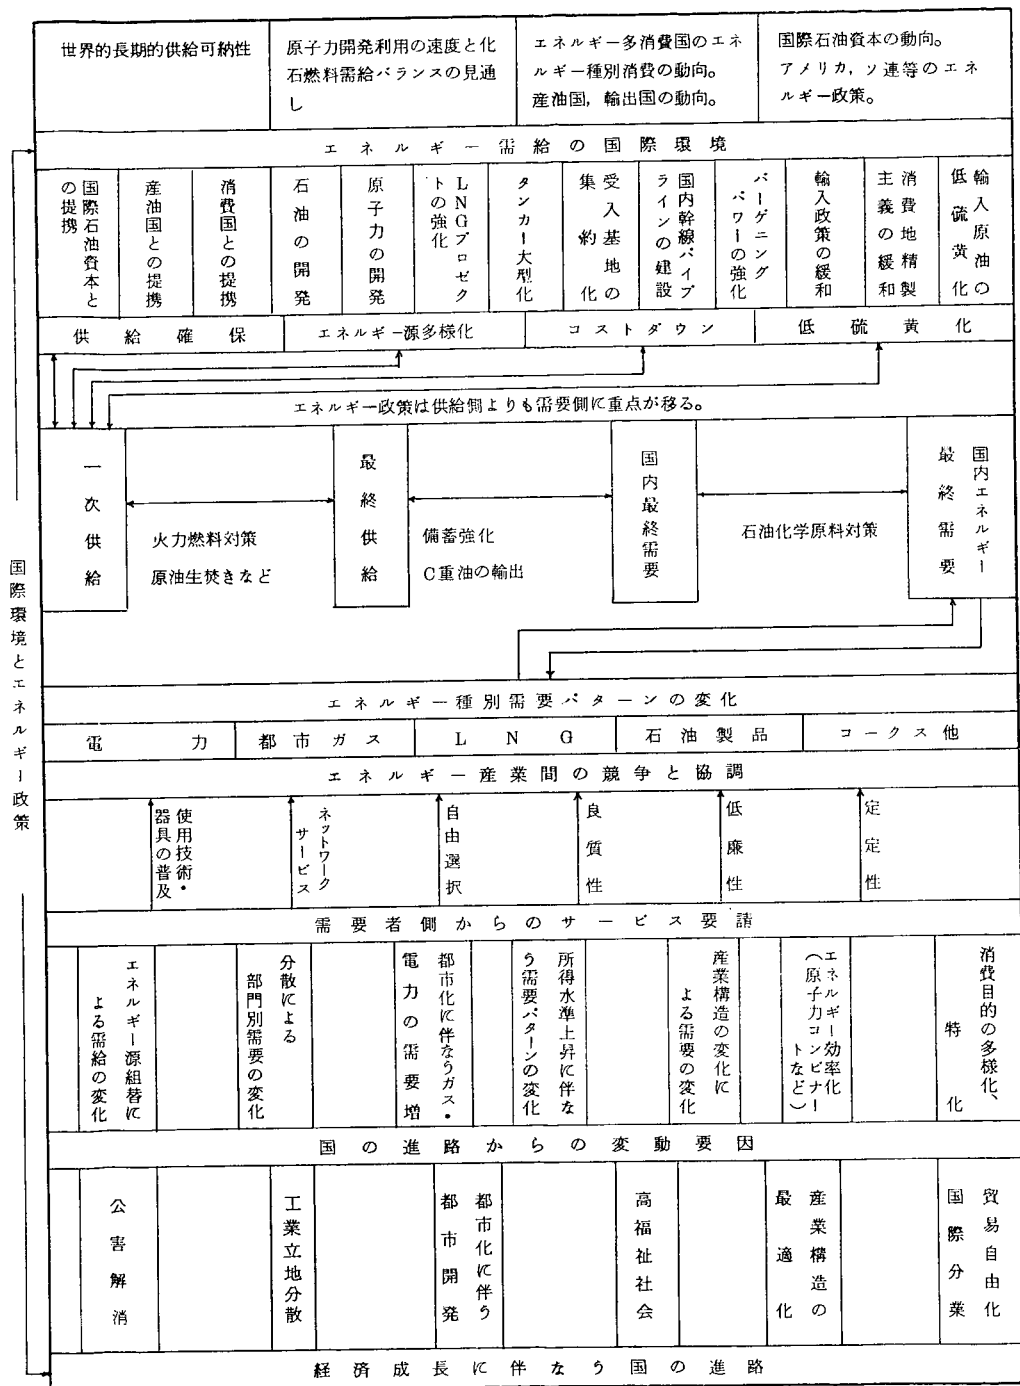 世界的長期的供給可納性
原子力開発利用の速度と化
石燃料需給バランスの見通
し
エネルギー多消費国のエネ
ルギー種別消費の動向。
産油国，輸出国の動向。
国際石油資本の動向。
アメリカ，ソ連等のエネ
ルギー政策。
エネルギー需給の国際環境
国際石油資本と
の提携
産油国との提携
消費国との提携
石油の開発
原子力の開発
LNGプロゼク
トの強化
タンカー大型化
受入基地の
集約化
国内幹線パイプ
ラインの建設
バーゲニング
パワーの強化
輸入政策の緩和
消費地精製
主義の緩和
輸入原油の
低硫黄化
供給確保
エネルギー源多様化
コストダウン
低硫黄化
エネルギー政策は供給側よりも需要側に重点が移る。
一次供給
火力燃料対策
原油生焚きなど
最終供給
備蓄強化
C重油の輸出
国内最終需要
石油化学原料対策
国内エネルギー
最終需要
国際環境とエネルギー政策
エネルギー種別需要パターンの変化
電力
都市ガス
LNG
石油製品
コークス他
エネルギー産業間の競争と協調
使用技術・
器具の普及
ネットワーク
サービス
自由選択
良質性
低廉性
定定性
需要者側からのサービス要請
エネルギー源組替に
よる需給の変化
分散による
部門別需要の変化
都市化に伴なうガス・
電力の需要増
所得水準上昇に伴な
う需要パターンの変化
産業構造の変化に
よる需要の変化
エネルギー効率化
（原子力コンビナー
トなど）
消費目的の多様化、
特化
国の進路からの変動要因
公害解消
工業立地分散
都市化に伴う
都市開発
高福祉社会
産業構造の
最適化
貿易自由化
国際分業
経済成長に伴なう国の進路